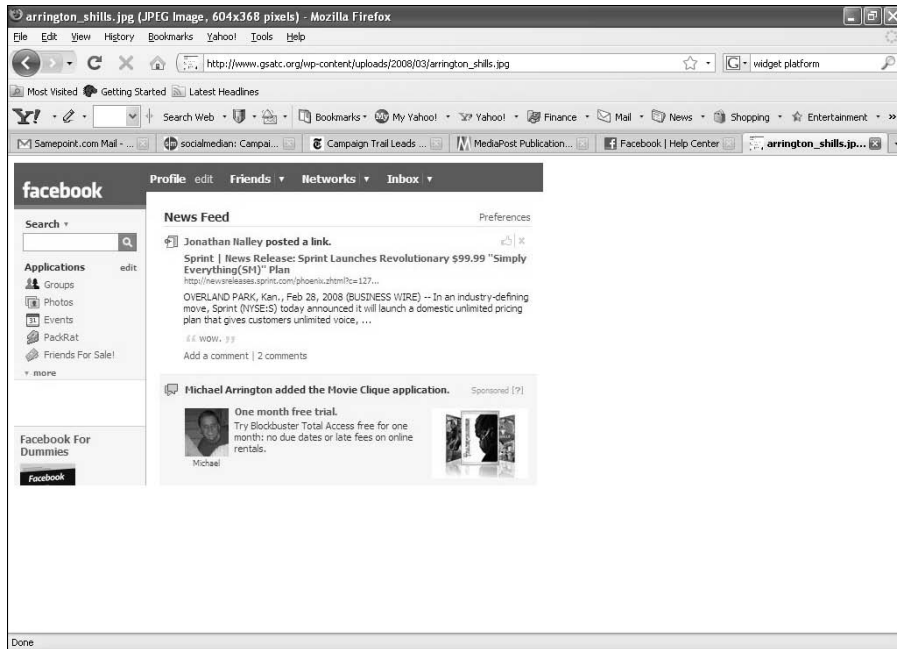 arrington_shills.jpg (JPEG Image, 604x368 pixels) - Mozilla Firefox
File Edit View History Bookmarks Yahoo! Tools Help
http://www.gsatc.org/wp-content/uploads/2008/03/arrington_shills.jpg G widget platform
Most Visited Getting Started Latest Headlines
Y! Search Web Bookmarks My Yahoo! Yahoo! Finance Mail News Shopping Entertainment »
Samepoint.com Mail - ... socialmedian: Campai... Campaign Trail Leads ... MediaPost Publication... Facebook | Help Center arrington_shills.jp...
facebook
Profile edit Friends Networks Inbox
Search
Applications edit
Groups
Photos
31 Events
PackRat
Friends For Sale!
more
Facebook For
Dummies
Facebook
News Feed Preferences
Jonathan Nalley posted a link.
Sprint | News Release: Sprint Launches Revolutionary $99.99 "Simply
Everything(SM)" Plan
http://newsreleases.sprint.com/phoenix.zhtml?c=127...
OVERLAND PARK, Kan., Feb 28, 2008 (BUSINESS WIRE) -- In an industry-defining
move, Sprint (NYSE:S) today announced it will launch a domestic unlimited pricing
plan that gives customers unlimited voice, ...
“ wow. ”
Add a comment | 2 comments
Michael Arrington added the Movie Clique application. Sponsored [?]
One month free trial.
Try Blockbuster Total Access free for one
month: no due dates or late fees on online
rentals.
Michael
Done